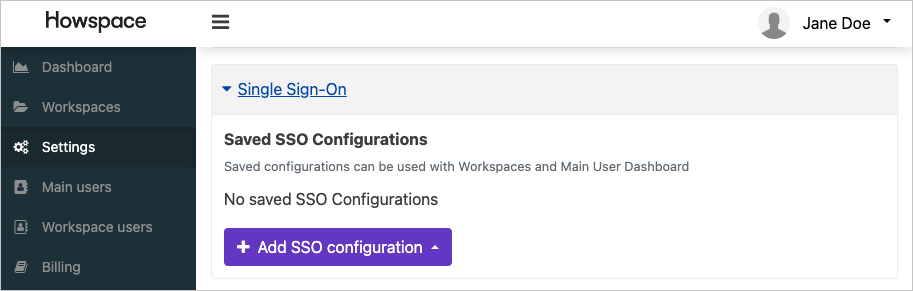 Howspace
Jane Doe
Dashboard
Workspaces
Settings
Main users
Workspace users
Billing
Single Sign-On
Saved SSO Configurations
Saved configurations can be used with Workspaces and Main User Dashboard
No saved SSO Configurations
+ Add SSO configuration